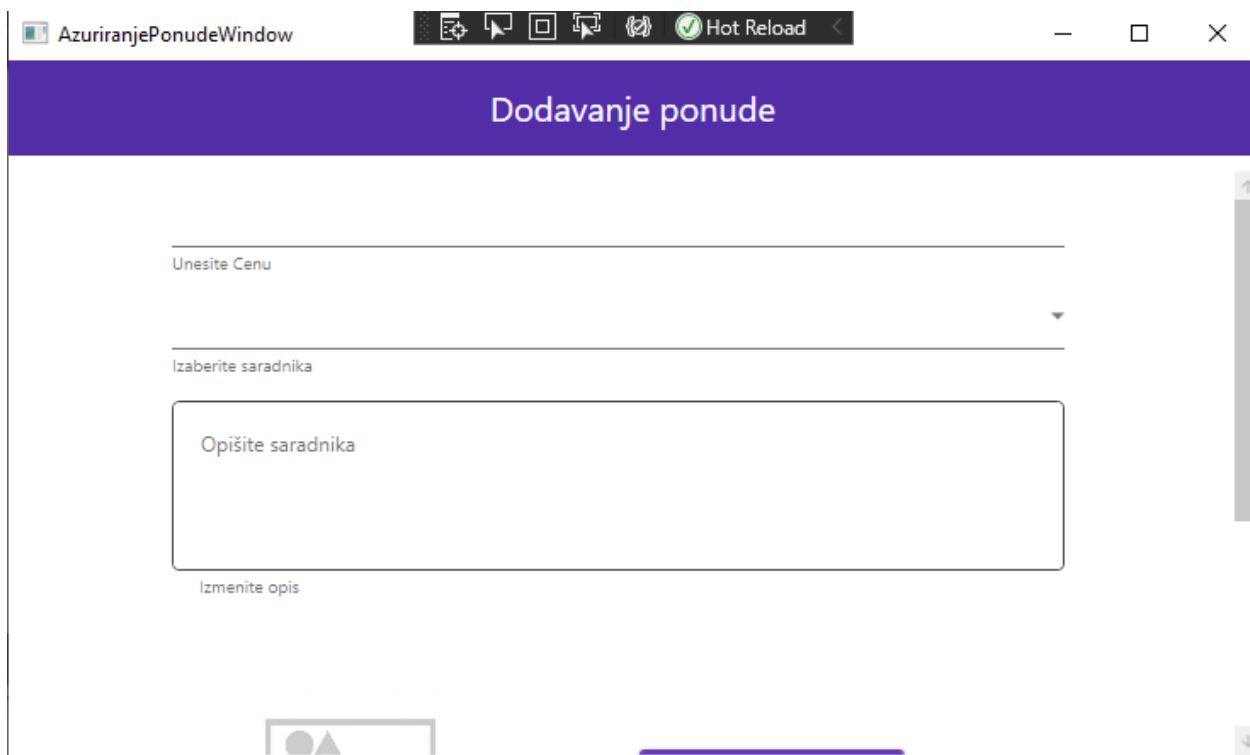 AzuriranjePonudeWindow
Hot Reload
Dodavanje ponude
Unesite Cenu
Izaberite saradnika
Opišite saradnika
Izmenite opis